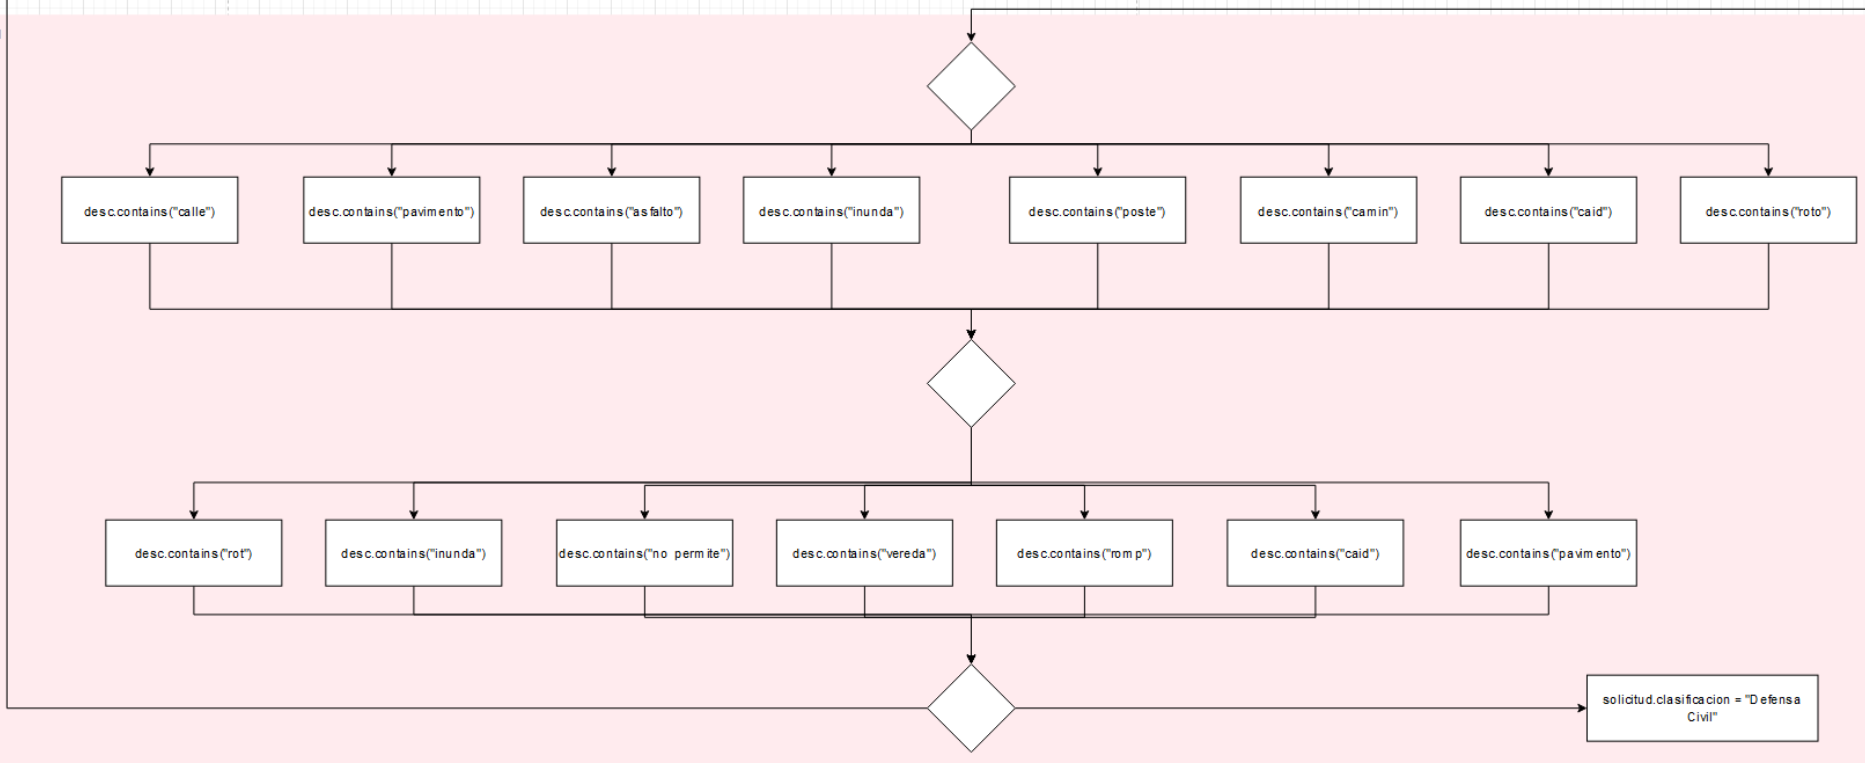 desc.contains("calle")
desc.contains("pavimento")
desc.contains("asfalto")
desc.contains("inunda")
desc.contains("poste")
desc.contains("camin")
desc.contains("caid")
desc.contains("roto")
desc.contains("rot")
desc.contains("inunda")
desc.contains("no permite")
desc.contains("vereda")
desc.contains("romp")
desc.contains("caid")
desc.contains("pavimento")
solicitud.clasificacion = "Defensa
Civil"